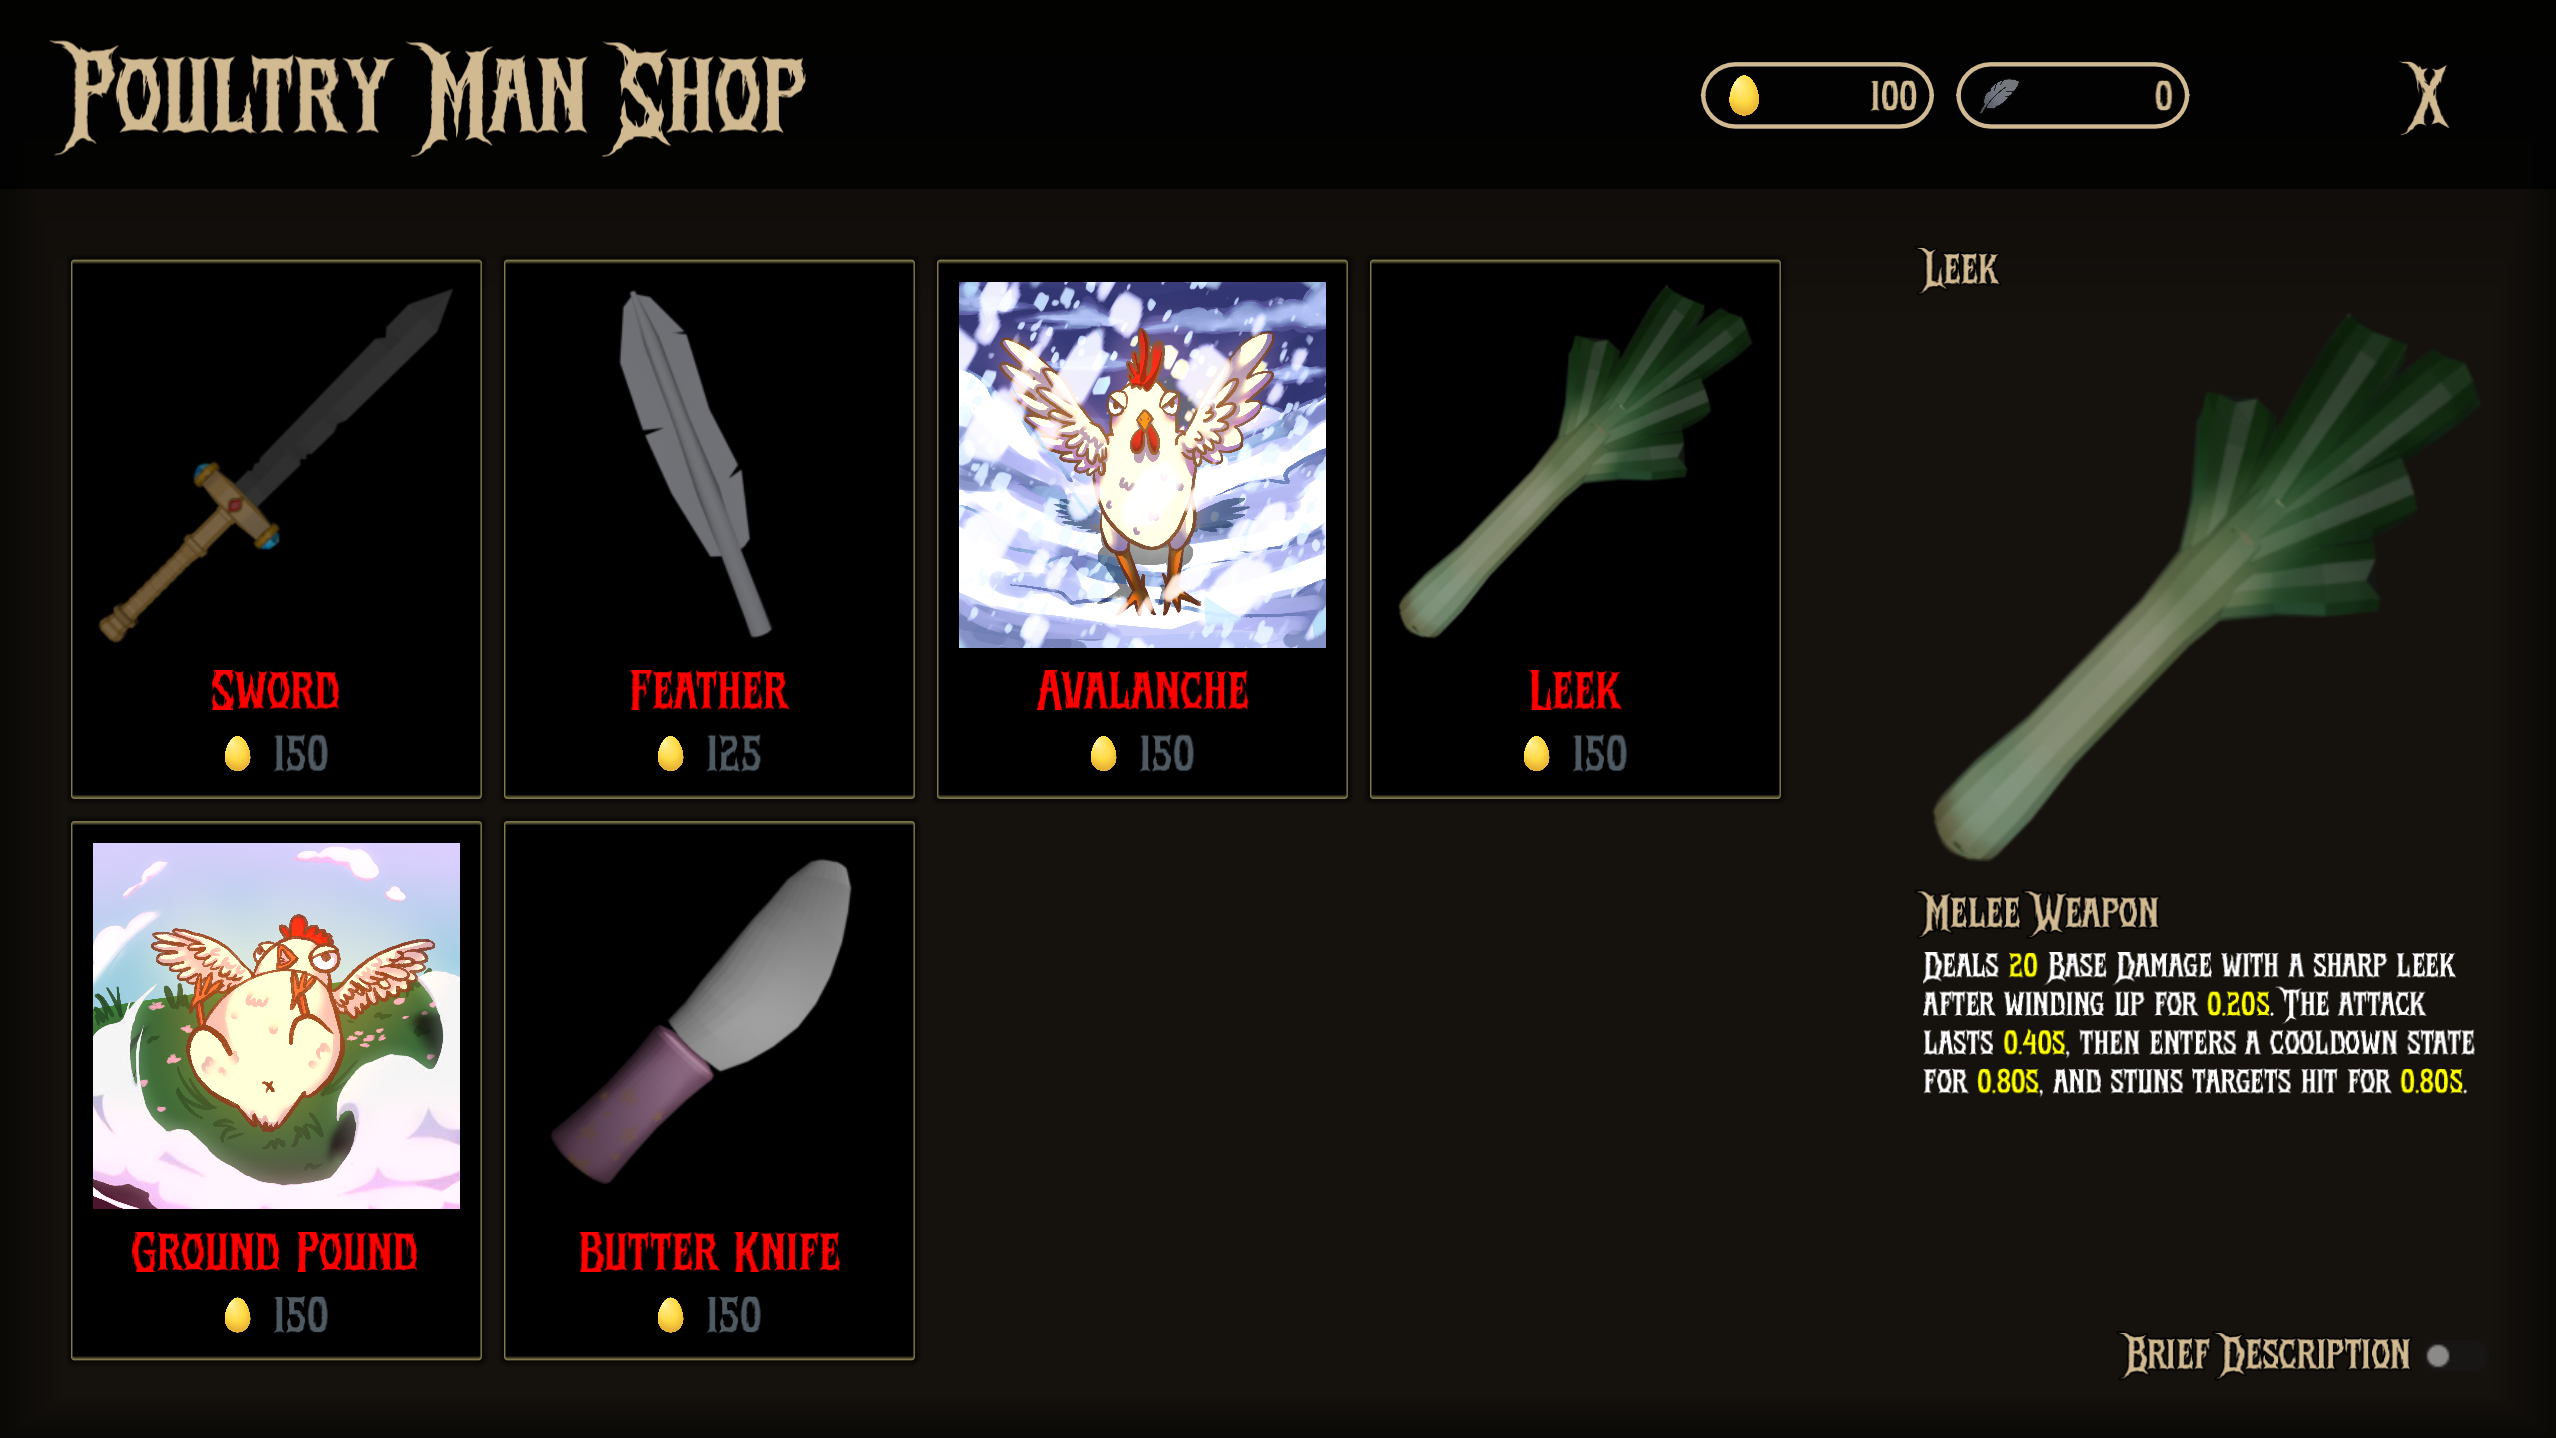 Poultry Man Shop
100
0
X
Sword
150
Feather
125
Avalanche
150
Leek
150
Ground Pound
150
Butter Knife
150
Leek
Melee Weapon
Deals 20 Base Damage with a sharp leek
after winding up for 0.20s. The attack
lasts 0.40s, then enters a cooldown state
for 0.80s, and stuns targets hit for 0.80s.
Brief Description